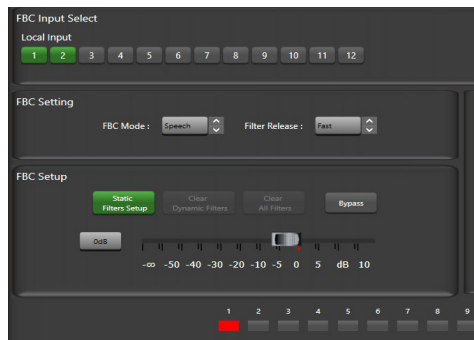 FBC Input Select
Local Input
1 2 3 4 5 6 7 8 9 10 11 12
FBC Setting
FBC Mode : Speech Filter Release : Fast
FBC Setup
Static Filters Setup
Clear Dynamic Filters
Clear All Filters
Bypass
0dB
-∞ -50 -40 -30 -20 -10 -5 0 5 dB 10
1 2 3 4 5 6 7 8 9